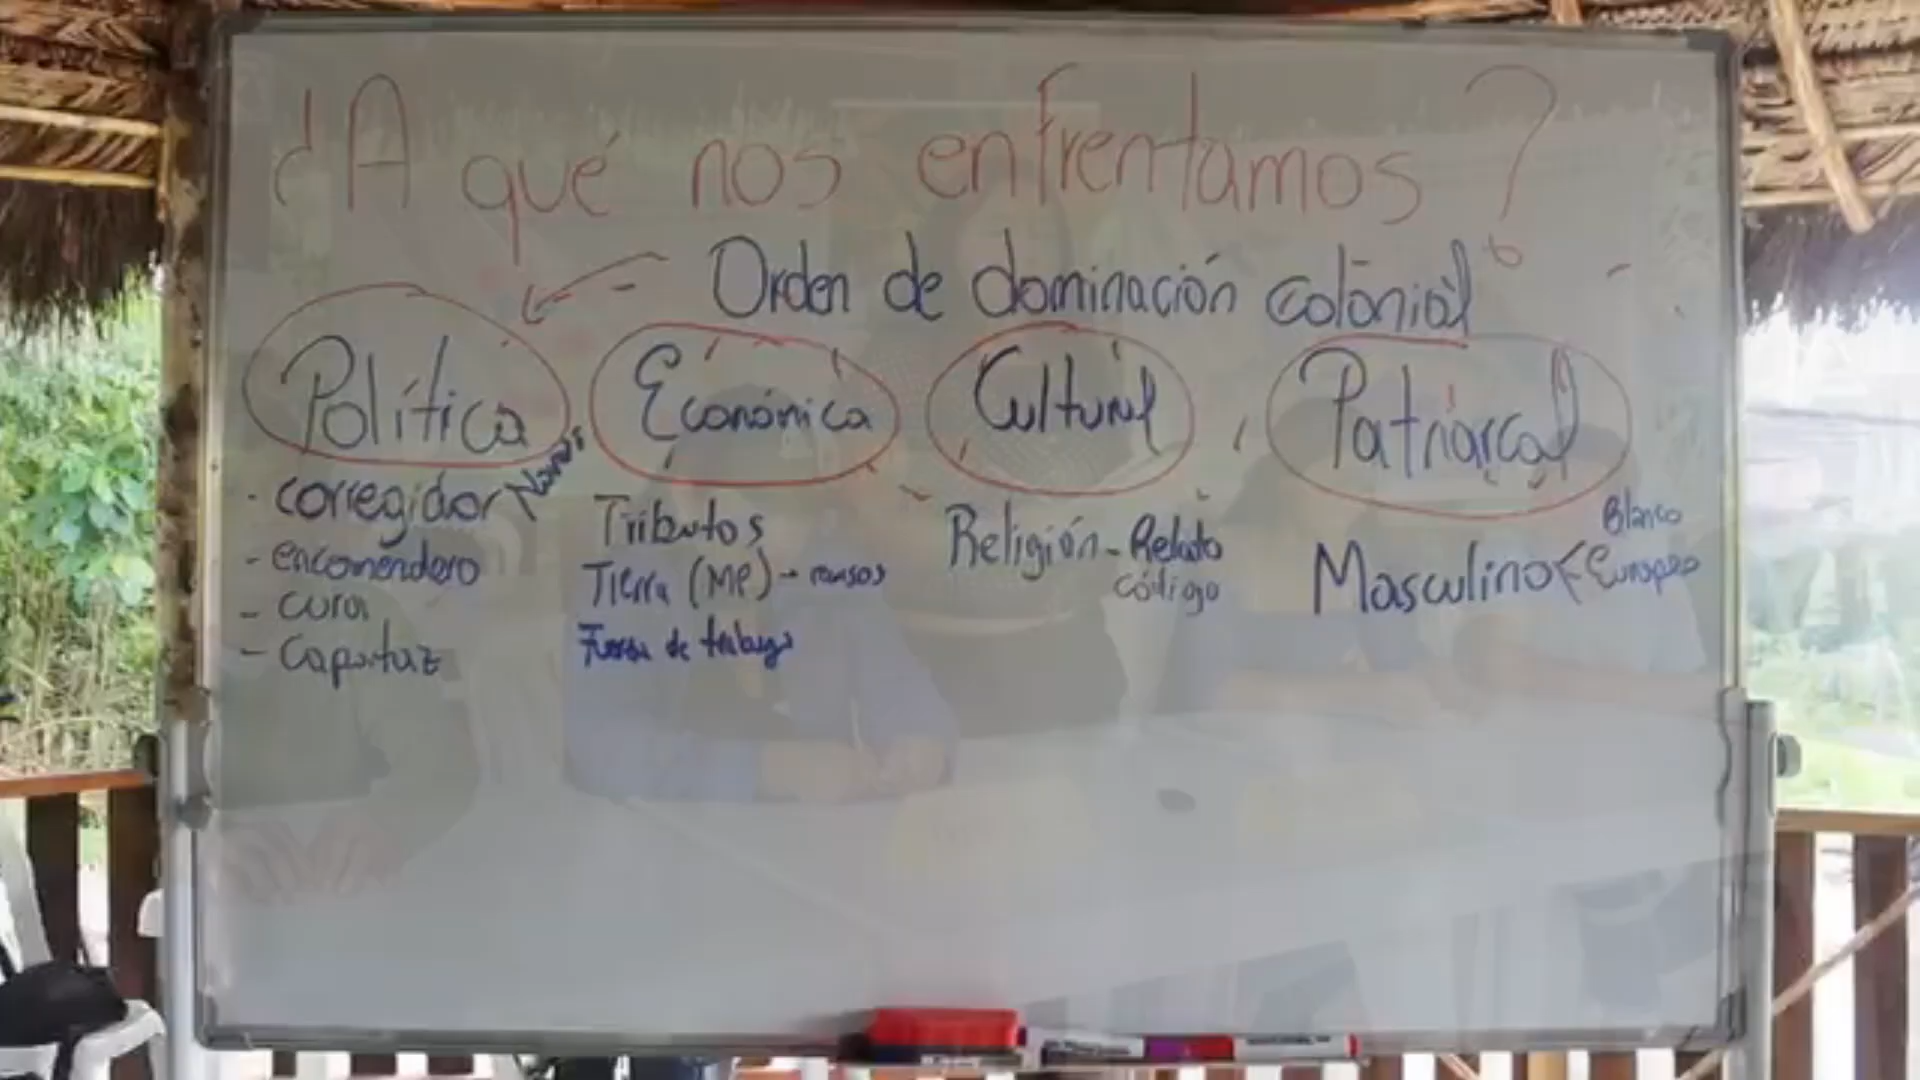 ¿A qué nos enfrentamos?
Orden de dominación colonial
Política
- corregidor
- encomendero
- cura
- Capataz
Económica
Tributos
Tierra (MP)
Fuerza de trabajo
Cultural
Religión - Relato
código
Patriarcal
Masculino
Blanco
Europeo